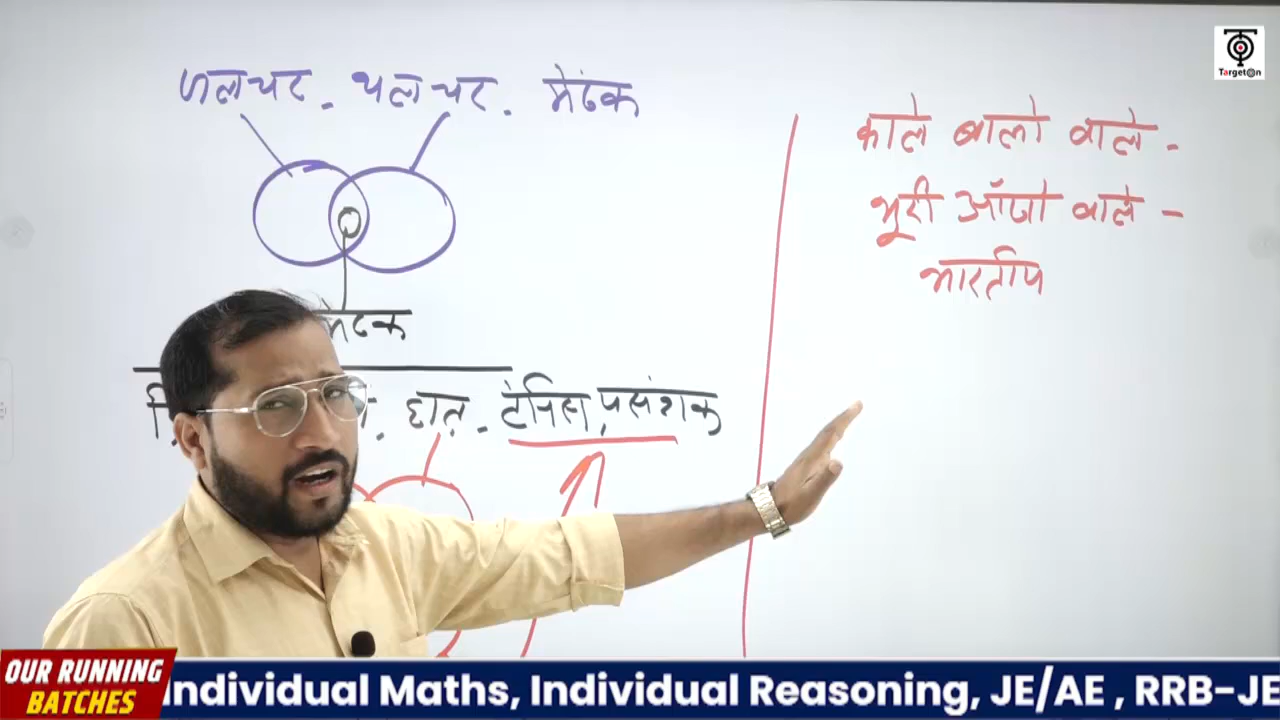 जलचर - थलचर - मेंढक
मेंढक
छात्र - टेनिस प्रसंशक
काले बालो वाले -
भूरी आँखो वाले -
भारतीय
Target@n
OUR RUNNING
BATCHES
Individual Maths, Individual Reasoning, JE/AE , RRB-JE